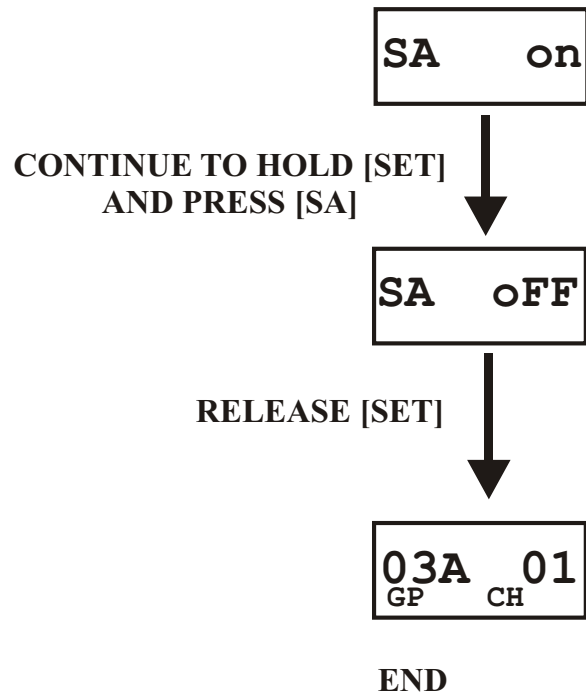 SA on
CONTINUE TO HOLD [SET]
AND PRESS [SA]
SA oFF
RELEASE [SET]
03A 01
GP CH
END